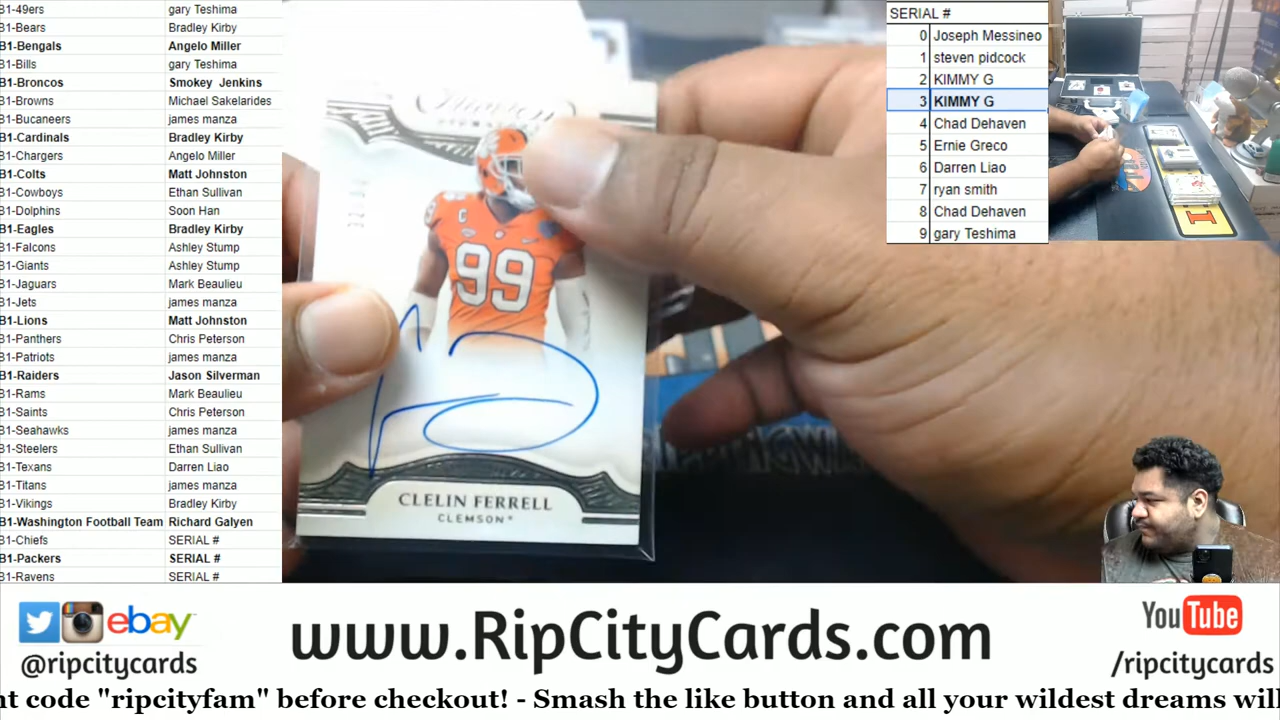 B1-49ers gary Teshima
B1-Bears Bradley Kirby
B1-Bengals Angelo Miller
B1-Bills gary Teshima
B1-Broncos Smokey Jenkins
B1-Browns Michael Sakelarides
B1-Bucaneers james manza
B1-Cardinals Bradley Kirby
B1-Chargers Angelo Miller
B1-Colts Matt Johnston
B1-Cowboys Ethan Sullivan
B1-Dolphins Soon Han
B1-Eagles Bradley Kirby
B1-Falcons Ashley Stump
B1-Giants Ashley Stump
B1-Jaguars Mark Beaulieu
B1-Jets james manza
B1-Lions Matt Johnston
B1-Panthers Chris Peterson
B1-Patriots james manza
B1-Raiders Jason Silverman
B1-Rams Mark Beaulieu
B1-Saints Chris Peterson
B1-Seahawks james manza
B1-Steelers Ethan Sullivan
B1-Texans Darren Liao
B1-Titans james manza
B1-Vikings Bradley Kirby
B1-Washington Football Team Richard Galyen
B1-Chiefs SERIAL #
B1-Packers SERIAL #
B1-Ravens SERIAL #
C
99
CLELIN FERRELL
CLEMSON
SERIAL #
0 Joseph Messineo
1 steven pidcock
2 KIMMY G
3 KIMMY G
4 Chad Dehaven
5 Ernie Greco
6 Darren Liao
7 ryan smith
8 Chad Dehaven
9 gary Teshima
ebay
@ripcitycards
www.RipCityCards.com
YouTube
/ripcitycards
nt code "ripcityfam" before checkout! - Smash the like button and all your wildest dreams will